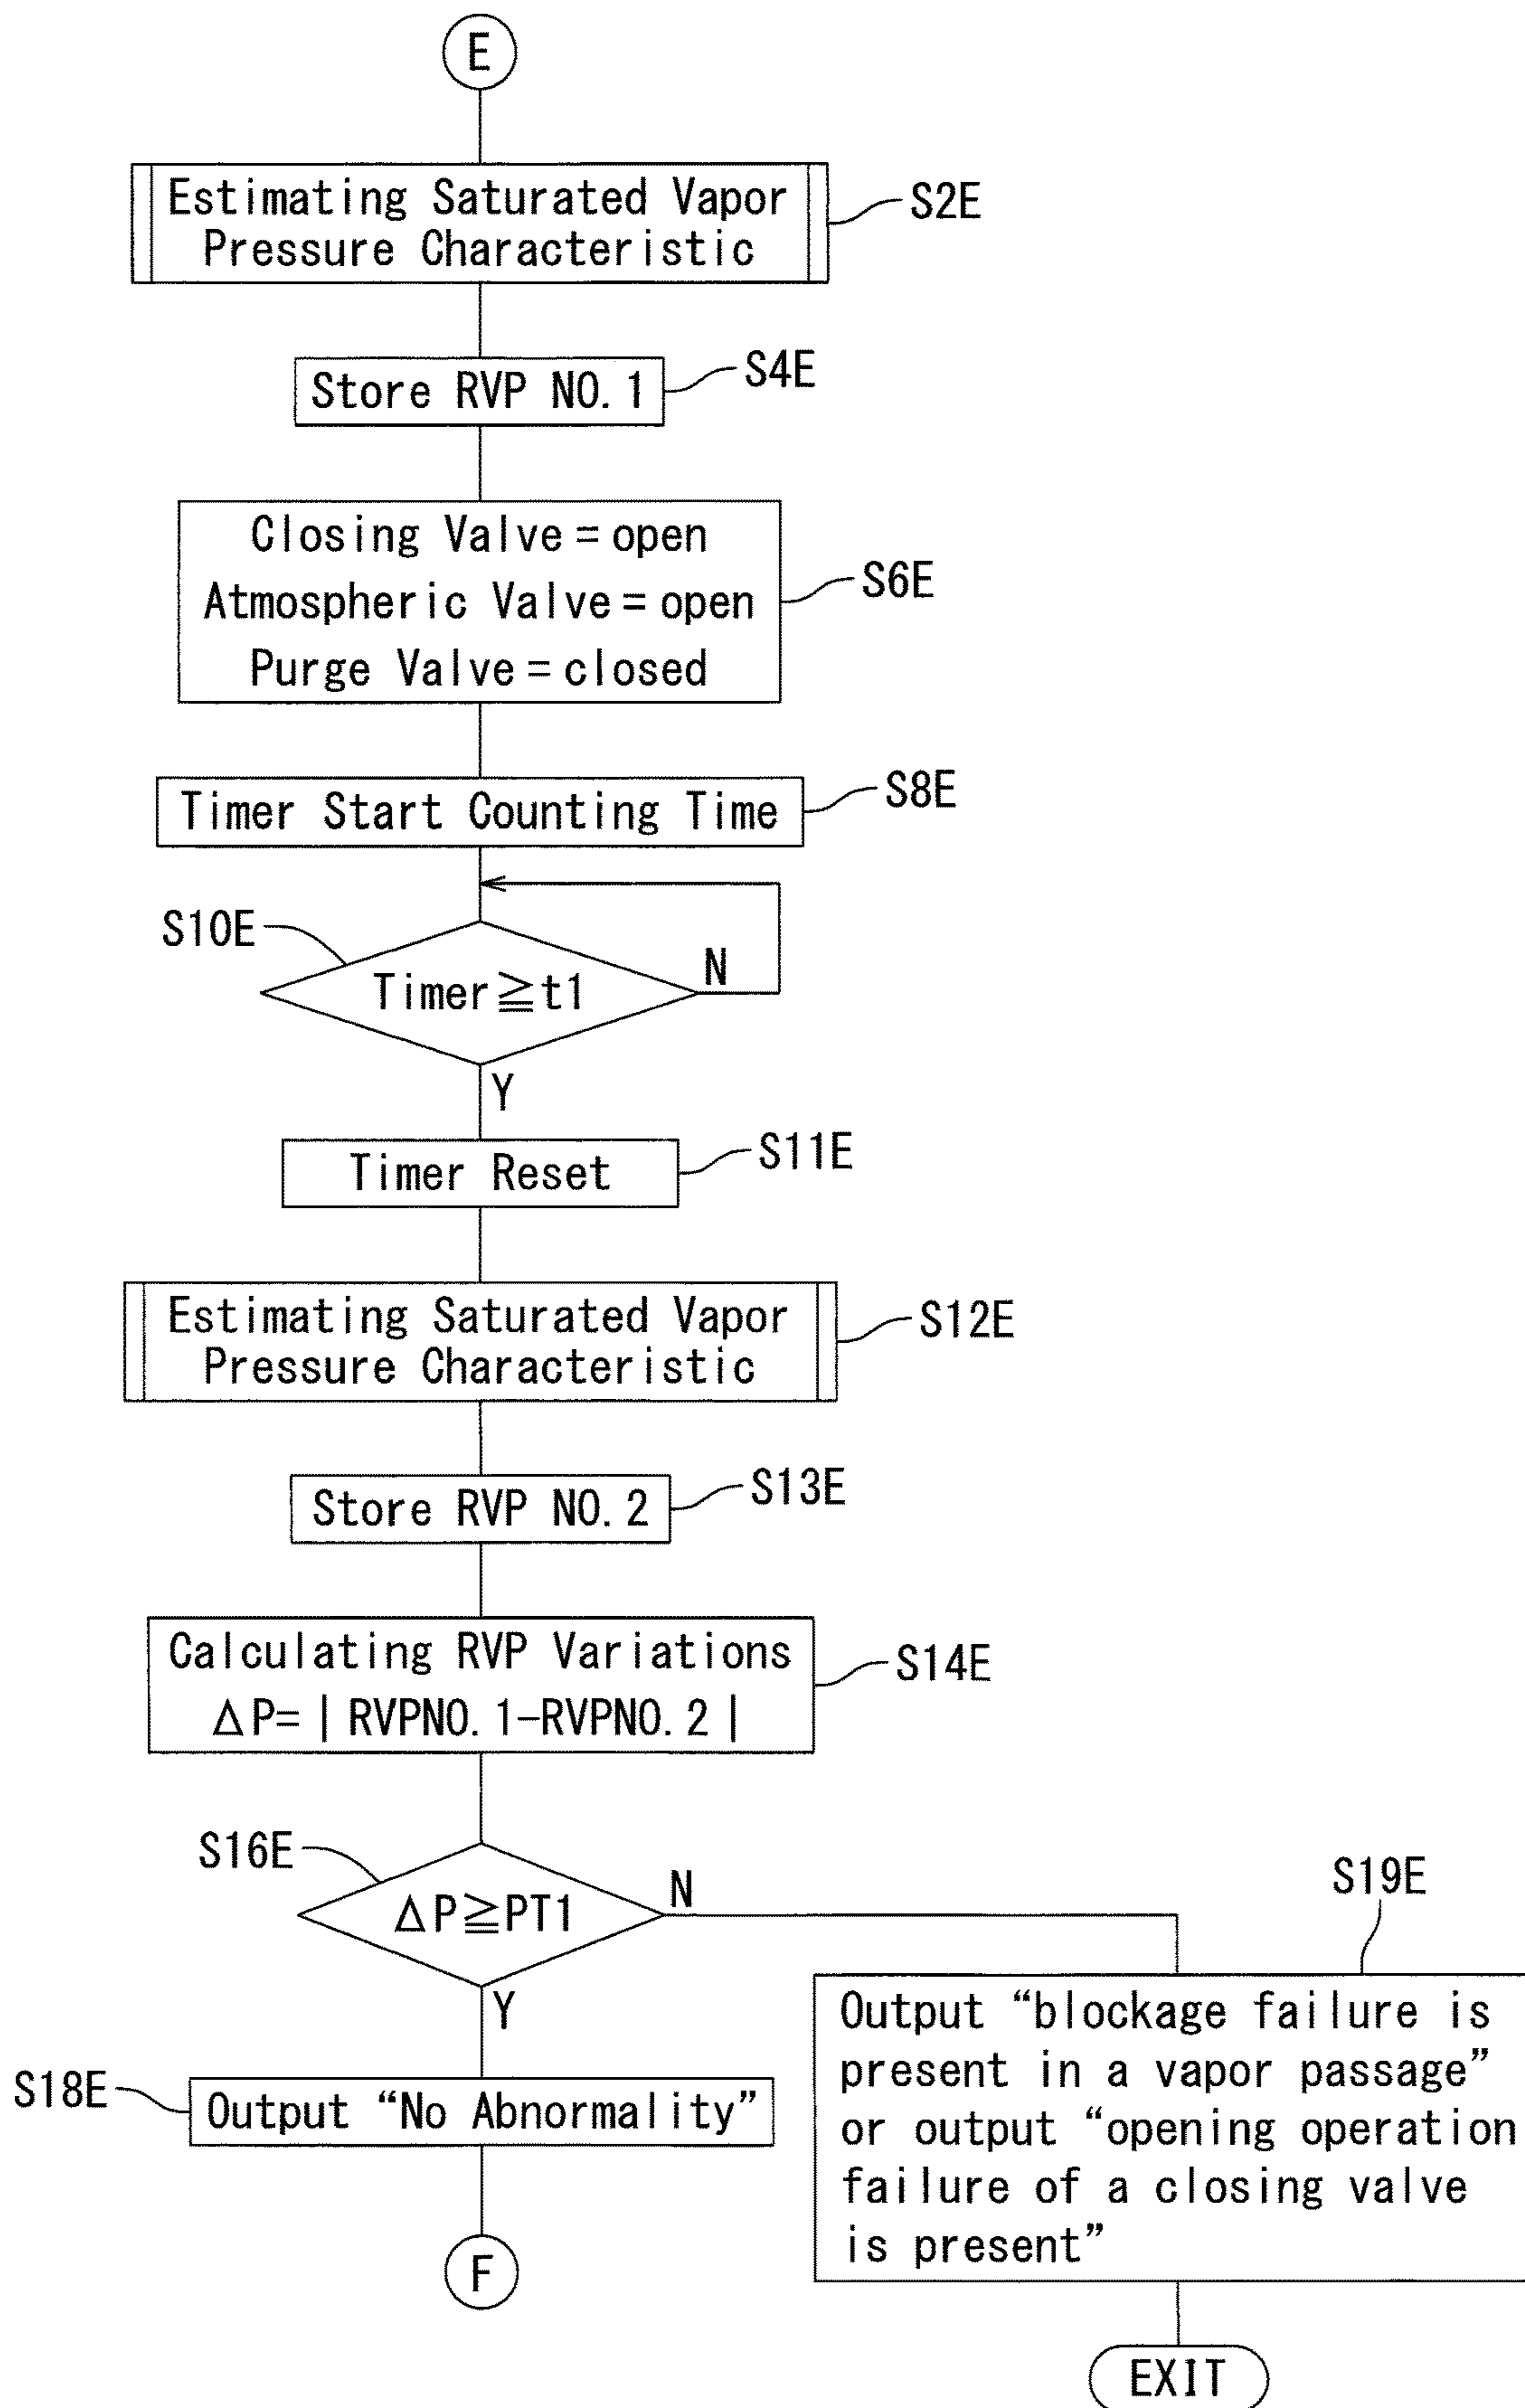 E
Estimating Saturated Vapor
Pressure Characteristic
S2E
Store RVP NO.1
S4E
Closing Valve=open
Atmospheric Valve=open
Purge Valve=closed
S6E
Timer Start Counting Time
S8E
S10E
Timer≧t1
N
Y
Timer Reset
S11E
Estimating Saturated Vapor
Pressure Characteristic
S12E
Store RVP NO.2
S13E
Calculating RVP Variations
ΔP=|RVPNO.1-RVPNO.2|
S14E
S16E
ΔP≧PT1
N
Y
S18E
Output “No Abnormality”
F
S19E
Output “blockage failure is
present in a vapor passage”
or output “opening operation
failure of a closing valve
is present”
EXIT